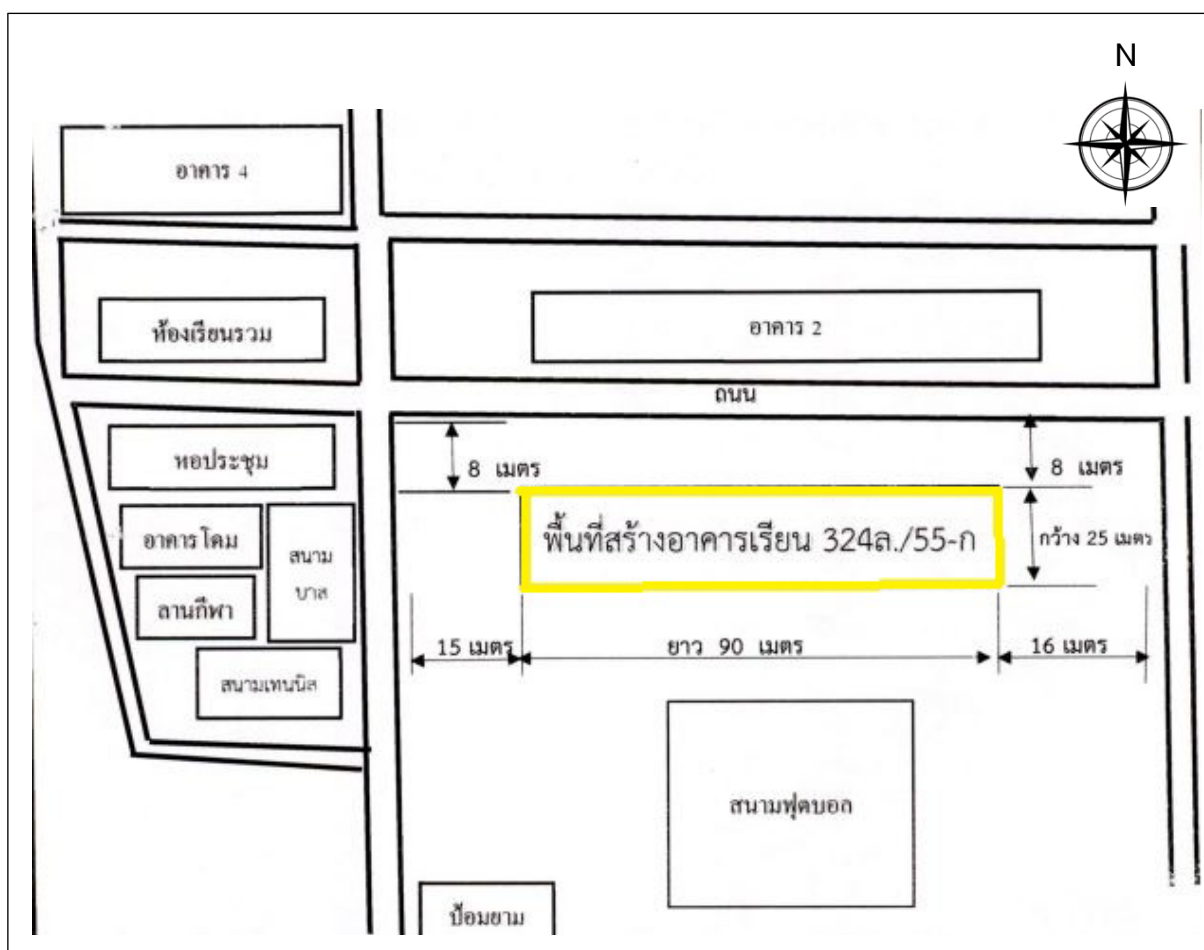 N
อาคาร 4
ห้องเรียนรวม
อาคาร 2
ถนน
หอประชุม
8 เมตร
8 เมตร
พื้นที่สร้างอาคารเรียน 324ล./55-ก
กว้าง 25 เมตร
อาคารโดม
สนาม
บาส
ลานกีฬา
15 เมตร
ยาว 90 เมตร
16 เมตร
สนามเทนนิส
สนามฟุตบอล
ป้อมยาม